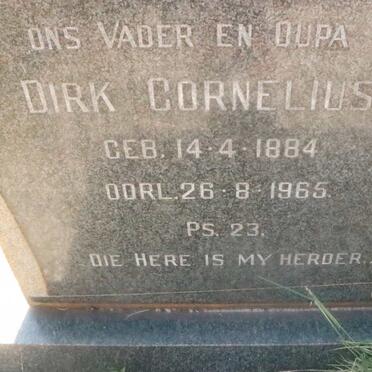 ONS VADER EN OUPA
DIRK CORNELIUS
GEB. 14-4-1884
OORL. 26-8-1965.
PS. 23.
DIE HERE IS MY HERDER.